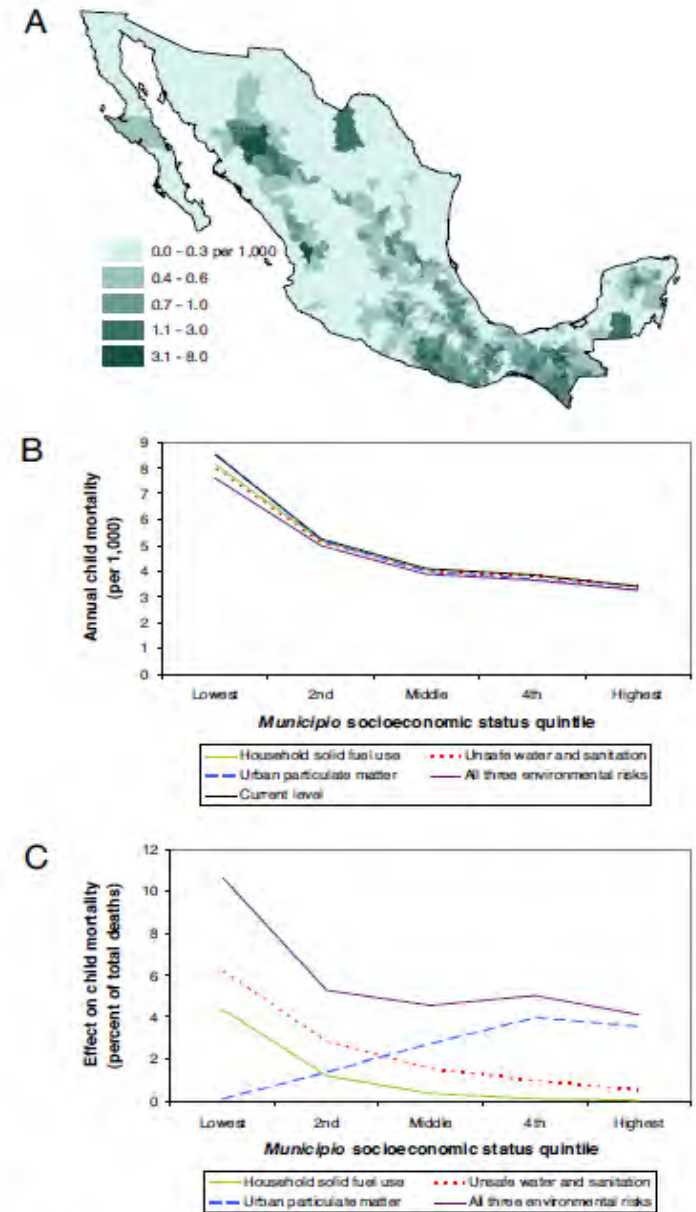 A
0.0 - 0.3 per 1,000
0.4 - 0.6
0.7 - 1.0
1.1 - 3.0
3.1 - 8.0
B
Annual child mortality
(per 1,000)
9
8
7
6
5
4
3
2
1
0
Lowest 2nd Middle 4th Highest
Municipio socioeconomic status quintile
Household solid fuel use Unsafe water and sanitation
Urban particulate matter All three environmental risks
Current level
C
Effect on child mortality
(percent of total deaths)
12
10
8
6
4
2
0
Lowest 2nd Middle 4th Highest
Municipio socioeconomic status quintile
Household solid fuel use Unsafe water and sanitation
Urban particulate matter All three environmental risks